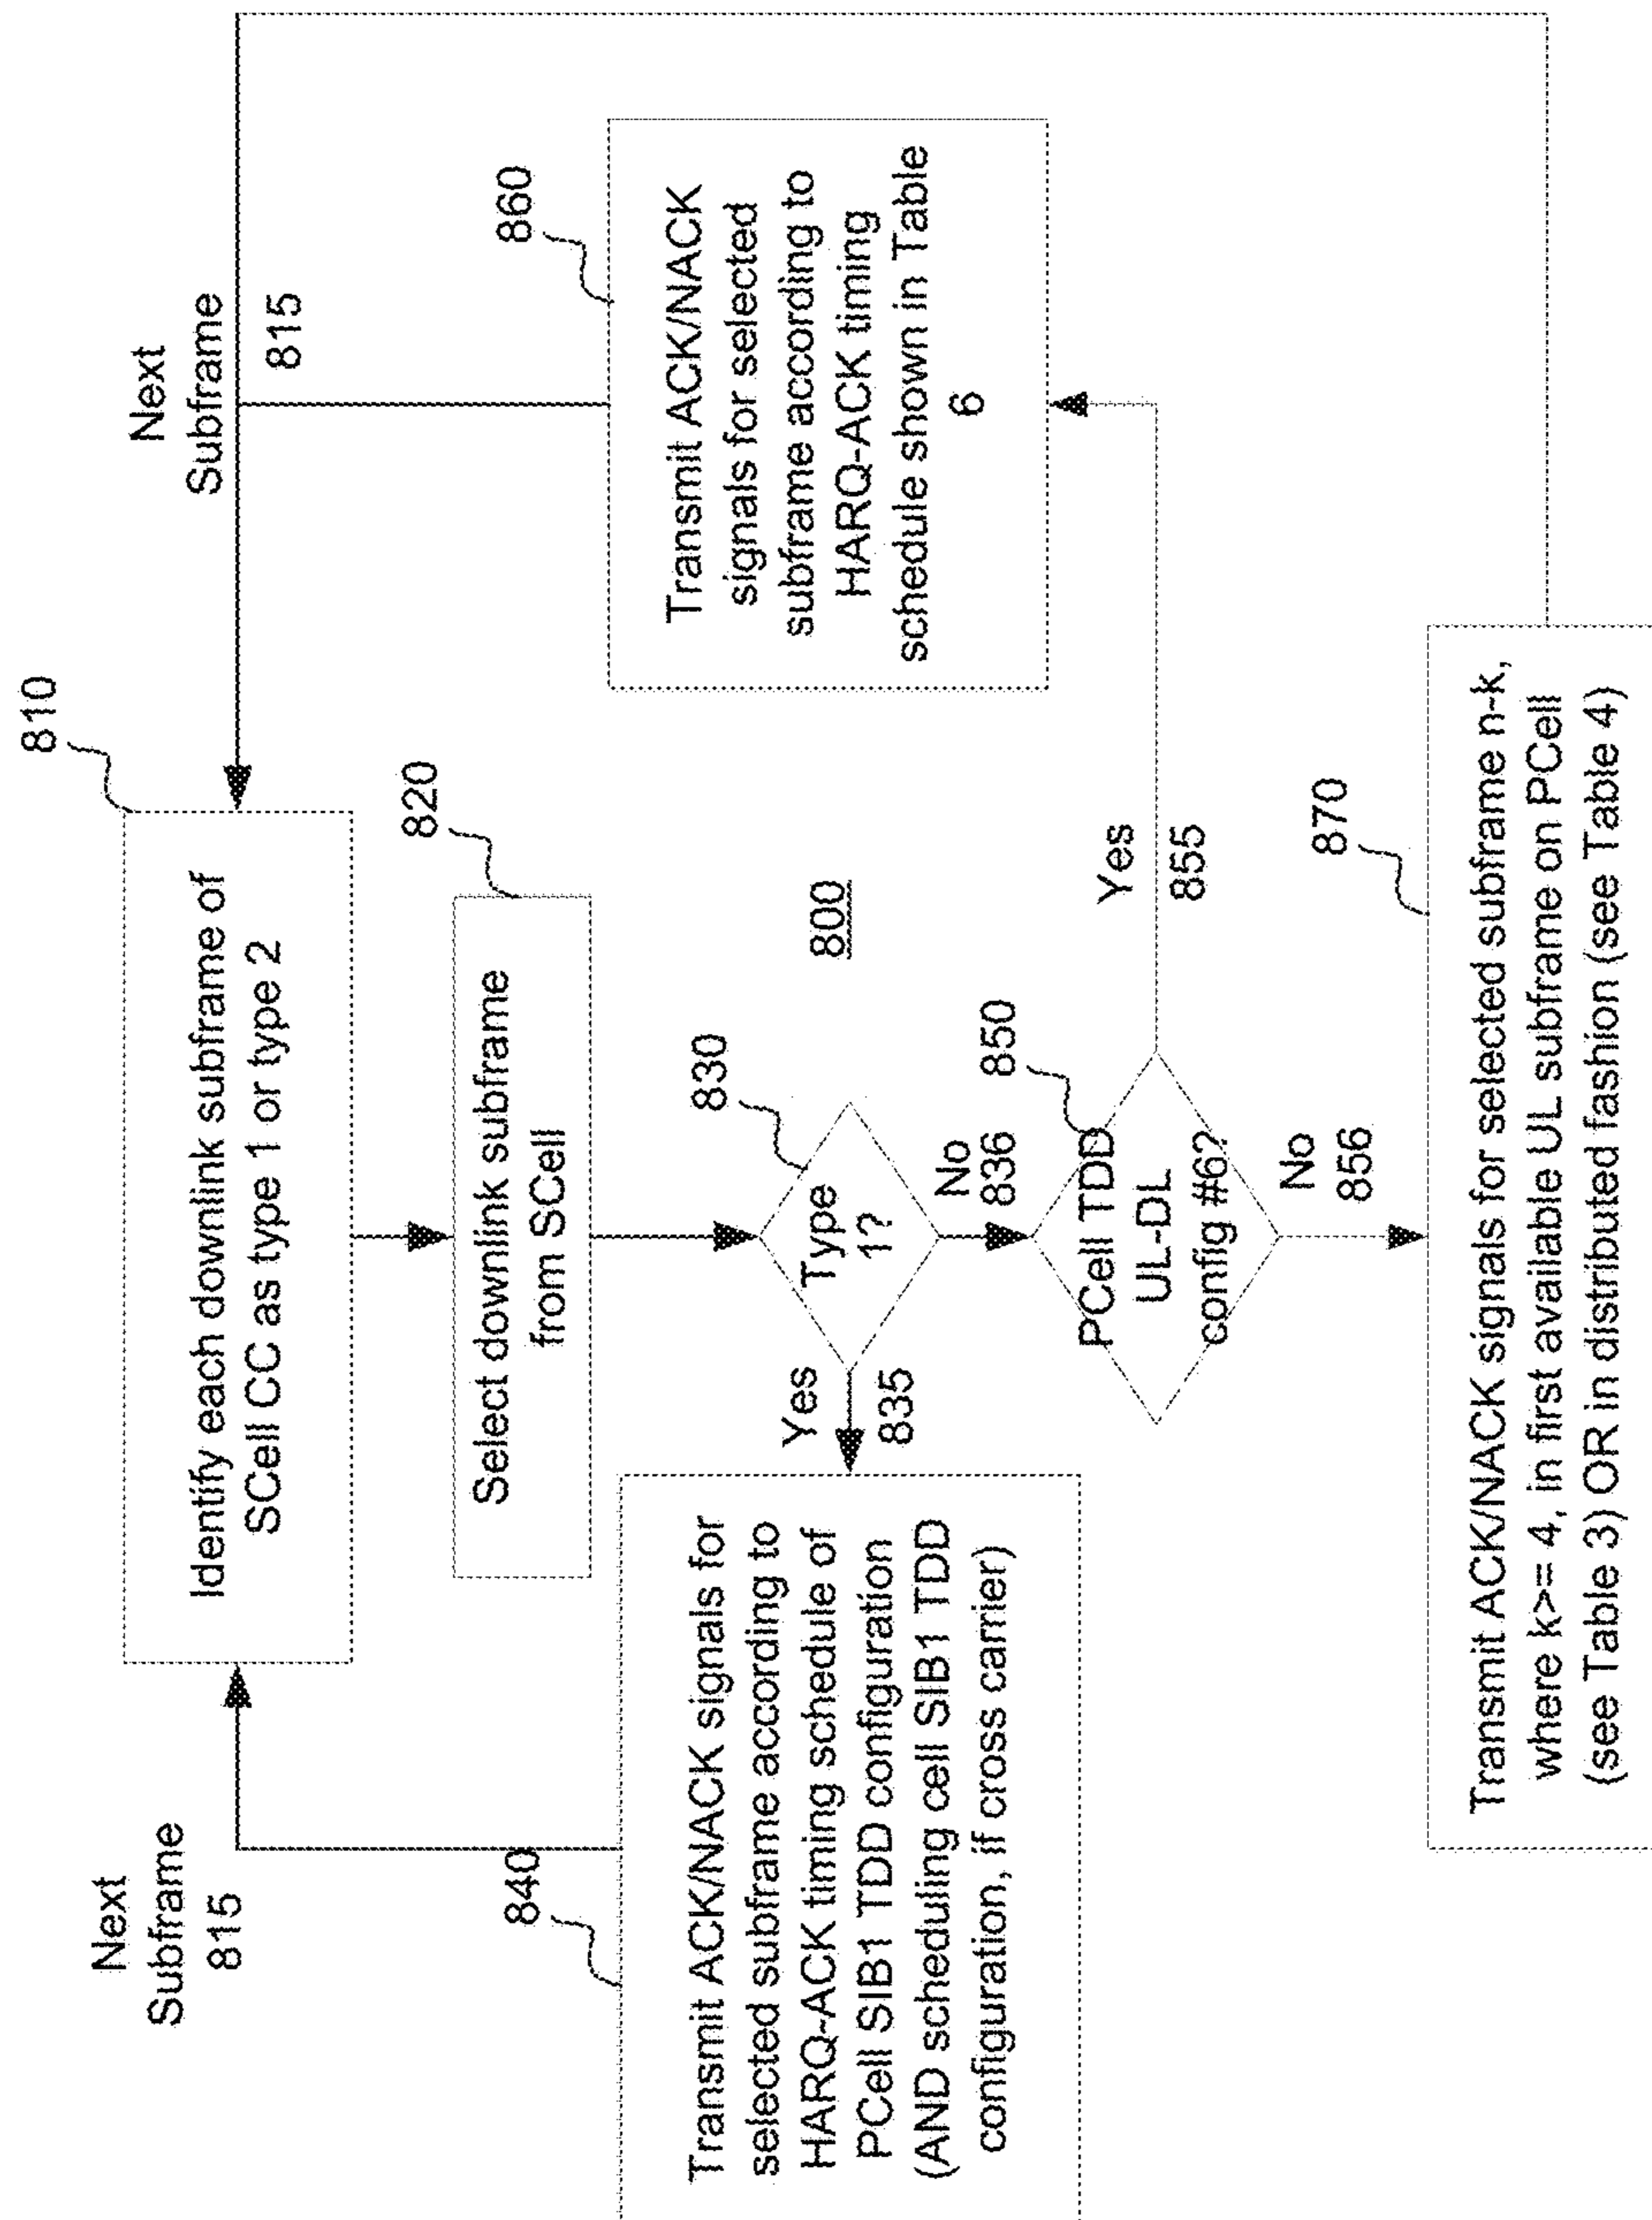 810
Identify each downlink subframe of
SCell CC as type 1 or type 2
Next
Subframe
815
Next
Subframe
815
820
Select downlink subframe
from SCell
800
830
Type
1?
Yes
835
No
836
840
Transmit ACK/NACK signals for
selected subframe according to
HARQ-ACK timing schedule of
PCell SIB1 TDD configuration
(AND scheduling cell SIB1 TDD
configuration, if cross carrier)
850
PCell TDD
UL-DL
config #6?
Yes
855
No
856
860
Transmit ACK/NACK
signals for selected
subframe according to
HARQ-ACK timing
schedule shown in Table
6
870
Transmit ACK/NACK signals for selected subframe n-k,
where k>= 4, in first available UL subframe on PCell
(see Table 3) OR in distributed fashion (see Table 4)